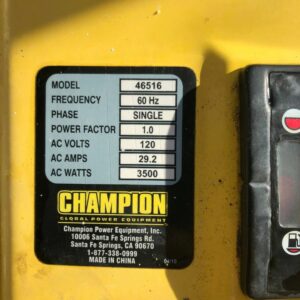 MODEL 46516
FREQUENCY 60 Hz
PHASE SINGLE
POWER FACTOR 1.0
AC VOLTS 120
AC AMPS 29.2
AC WATTS 3500
CHAMPION
GLOBAL POWER EQUIPMENT
Champion Power Equipment, Inc.
10006 Santa Fe Springs Rd.
Santa Fe Springs, CA 90670
1-877-338-0999
MADE IN CHINA